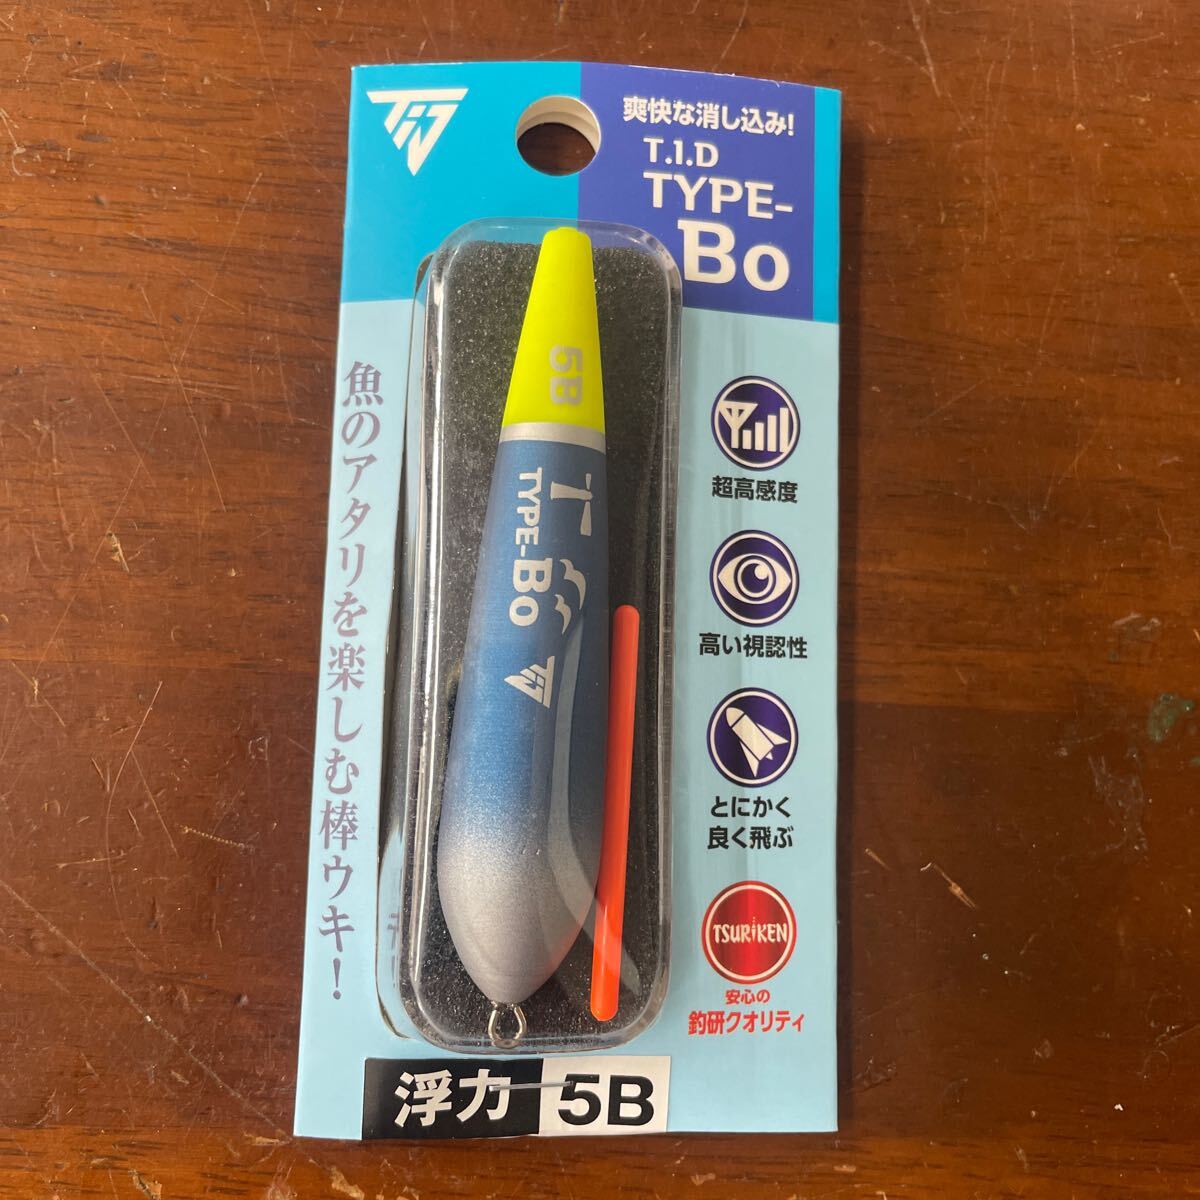 爽快な消し込み!
T.1.D
TYPE-
Bo
魚のアタリを楽しむ棒ウキ!
5B
TYPE-Bo
超高感度
高い視認性
とにかく
良く飛ぶ
TSURiKEN
安心の
釣研クオリティ
浮力 5B